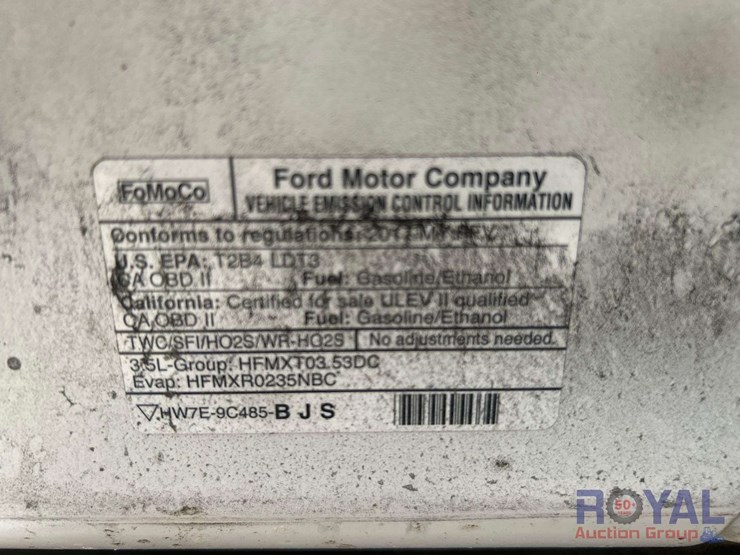 FoMoCo
Ford Motor Company
VEHICLE EMISSION CONTROL INFORMATION
Conforms to regulations: 2017 MY
U.S. EPA: T2B4 LDT3
CA OBD II Fuel: Gasoline/Ethanol
California: Certified for sale ULEV II qualified
CA OBD II Fuel: Gasoline/Ethanol
TWC/SFI/HO2S/WR-HO2S No adjustments needed.
3.5L-Group: HFMXT03.53DC
Evap: HFMXR0235NBC
HW7E-9C485-B J S
ROYAL
50
Auction Group